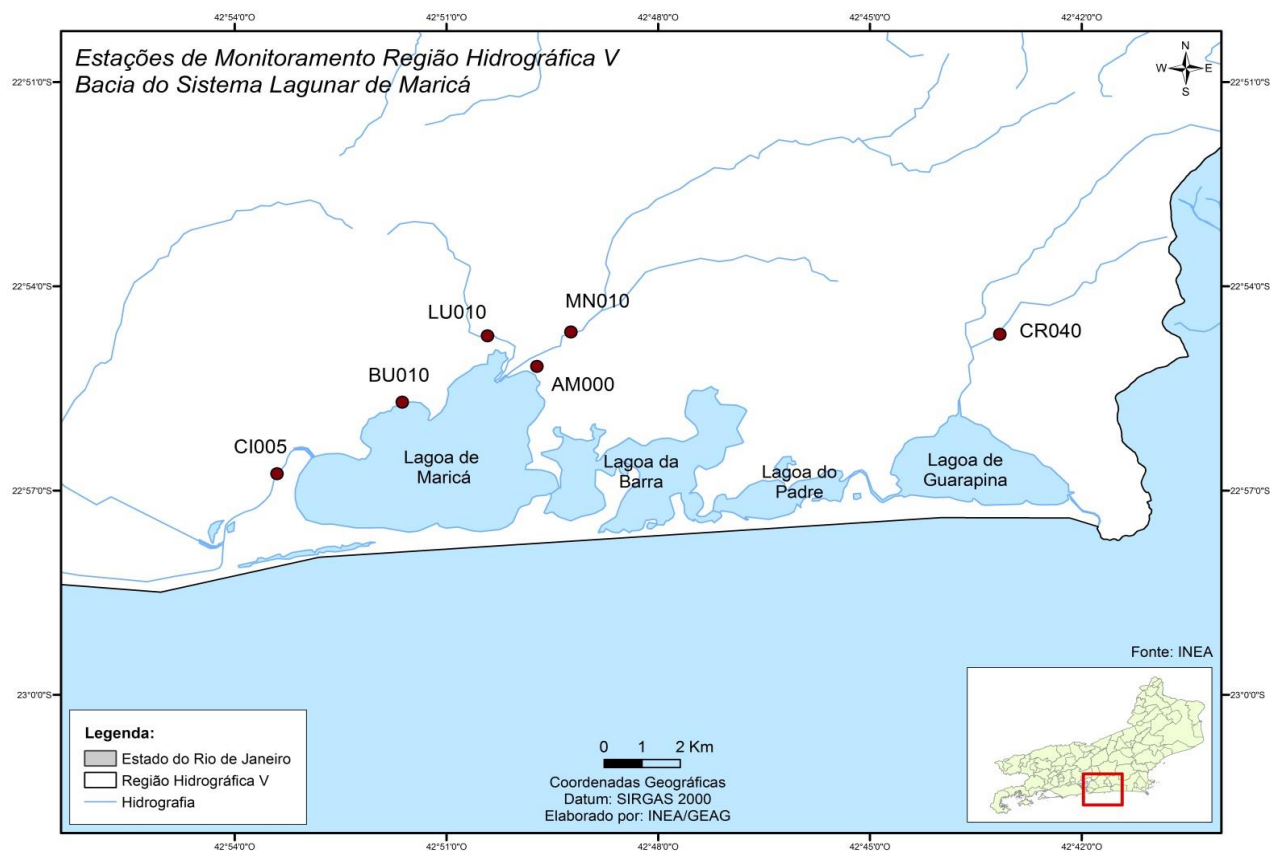 42°54'0"O
42°51'0"O
42°48'0"O
42°45'0"O
42°42'0"O
Estações de Monitoramento Região Hidrográfica V
Bacia do Sistema Lagunar de Maricá
N
W E
S
22°51'0"S
22°51'0"S
22°54'0"S
22°54'0"S
MN010
LU010
CR040
BU010
AM000
CI005
Lagoa de
Maricá
Lagoa da
Barra
Lagoa do
Padre
Lagoa de
Guarapina
22°57'0"S
22°57'0"S
Fonte: INEA
23°0'0"S
23°0'0"S
Legenda:
Estado do Rio de Janeiro
Região Hidrográfica V
Hidrografia
0 1 2 Km
Coordenadas Geográficas
Datum: SIRGAS 2000
Elaborado por: INEA/GEAG
42°54'0"O
42°51'0"O
42°48'0"O
42°45'0"O
42°42'0"O